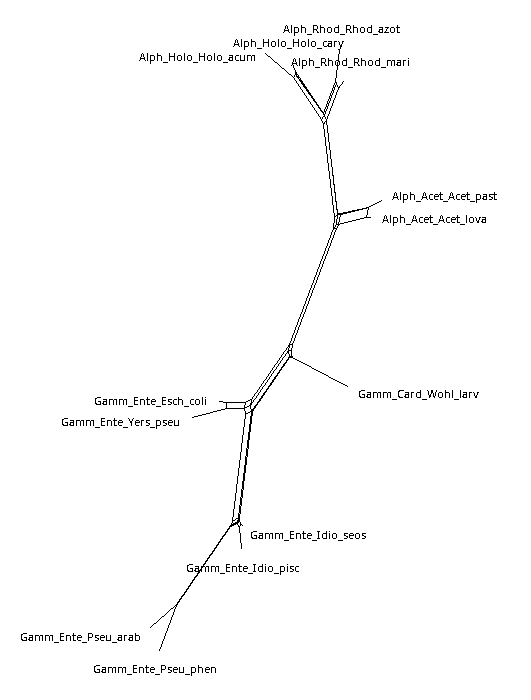 Alph_Rhod_Rhod_azot
Alph_Holo_Holo_cary
Alph_Holo_Holo_acum
Alph_Rhod_Rhod_mari
Alph_Acet_Acet_past
Alph_Acet_Acet_lova
Gamm_Card_Wohl_larv
Gamm_Ente_Esch_coli
Gamm_Ente_Yers_pseu
Gamm_Ente_Idio_seos
Gamm_Ente_Idio_pisc
Gamm_Ente_Pseu_arab
Gamm_Ente_Pseu_phen